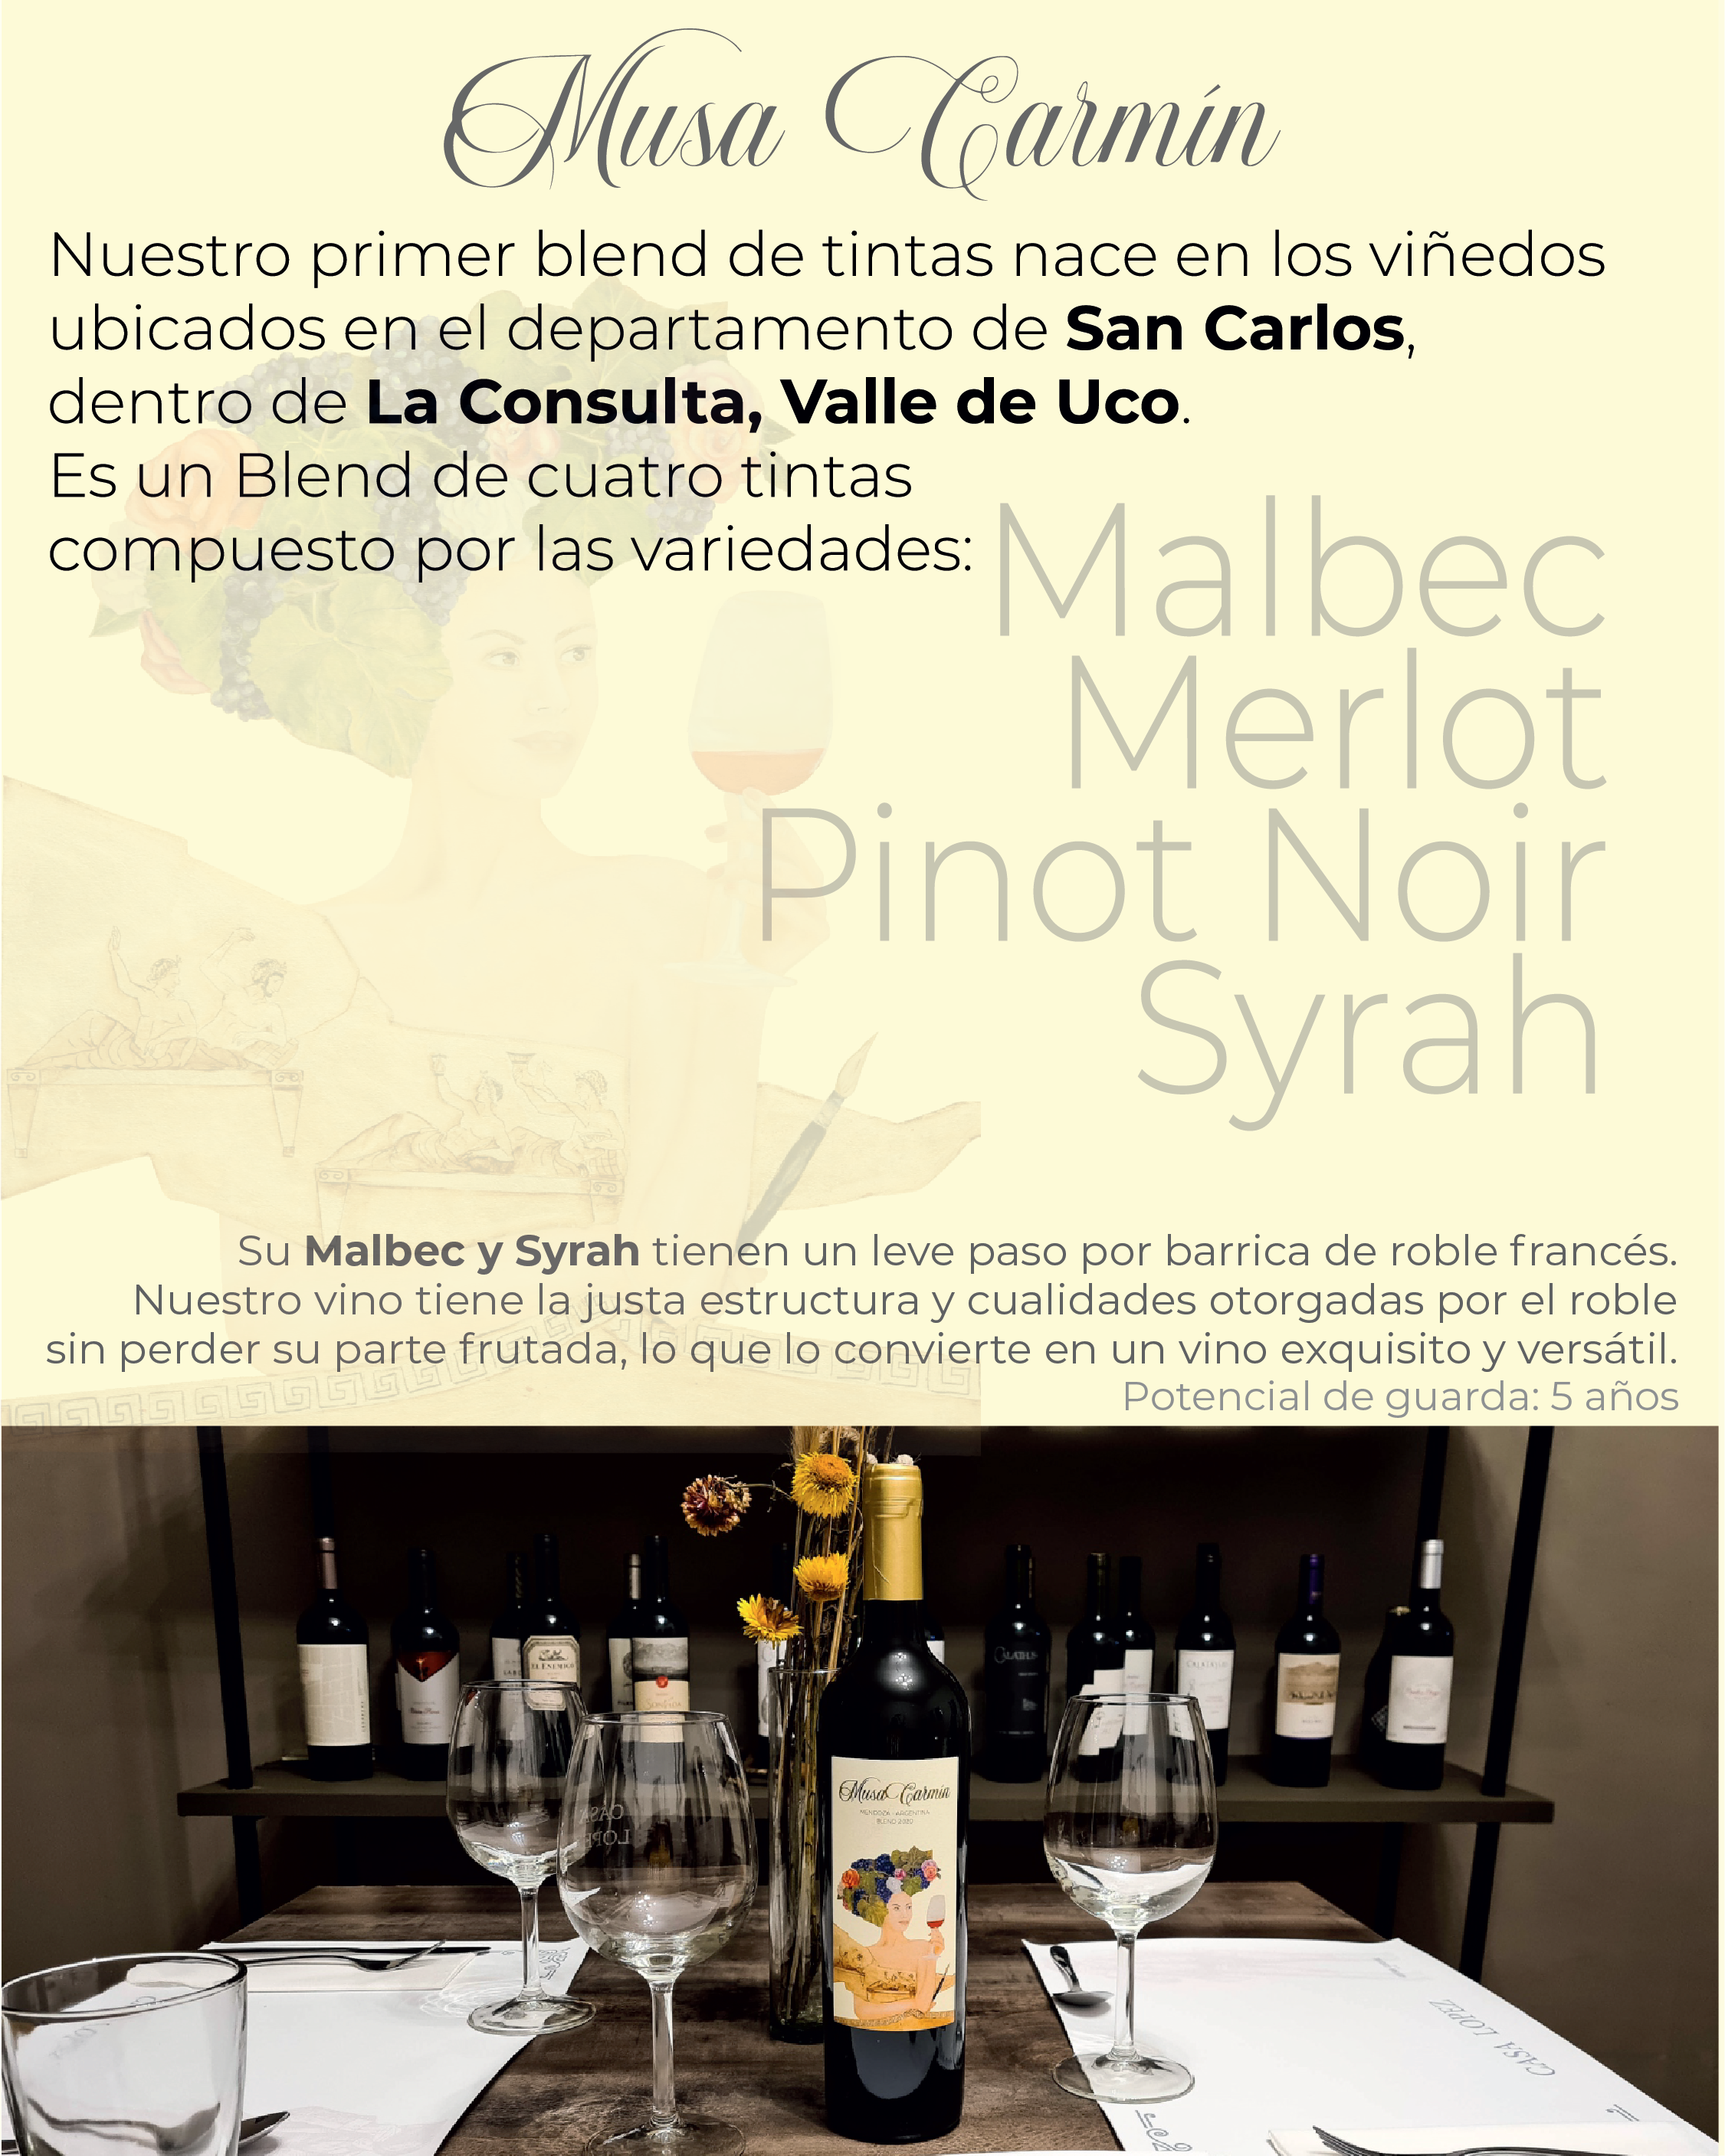 Musa Carmín
Nuestro primer blend de tintas nace en los viñedos
ubicados en el departamento de San Carlos,
dentro de La Consulta, Valle de Uco.
Es un Blend de cuatro tintas
compuesto por las variedades:
Malbec
Merlot
Pinot Noir
Syrah
Su Malbec y Syrah tienen un leve paso por barrica de roble francés.
Nuestro vino tiene la justa estructura y cualidades otorgadas por el roble
sin perder su parte frutada, lo que lo convierte en un vino exquisito y versátil.
Potencial de guarda: 5 años
EL ENEMIGO
Musa Carmín
MENDOZA - ARGENTINA
BLEND 2020
CASA LOPEZ